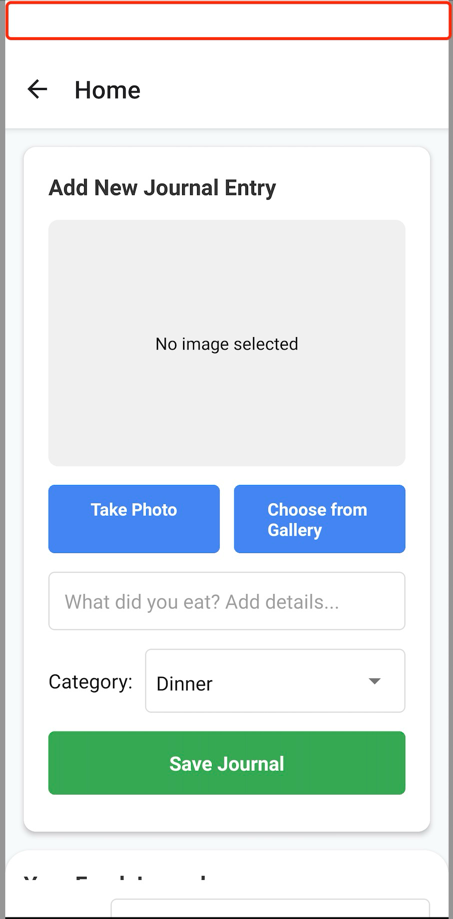 Home
Add New Journal Entry
No image selected
Take Photo
Choose from
Gallery
What did you eat? Add details...
Category:
Dinner
Save Journal